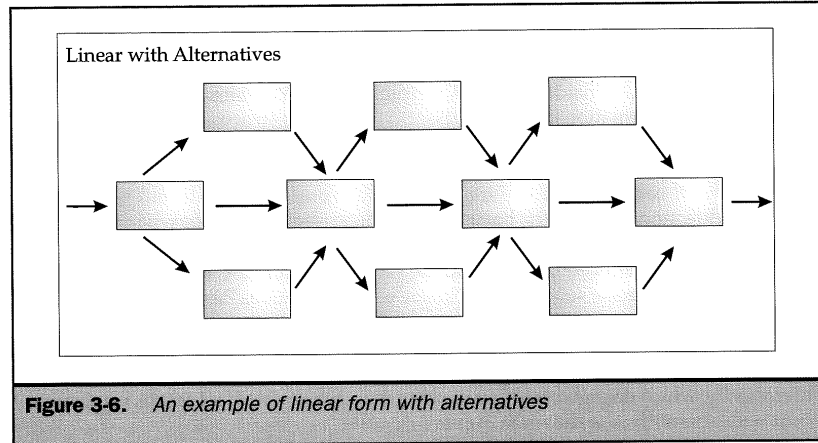 Linear with Alternatives
Figure 3-6. An example of linear form with alternatives